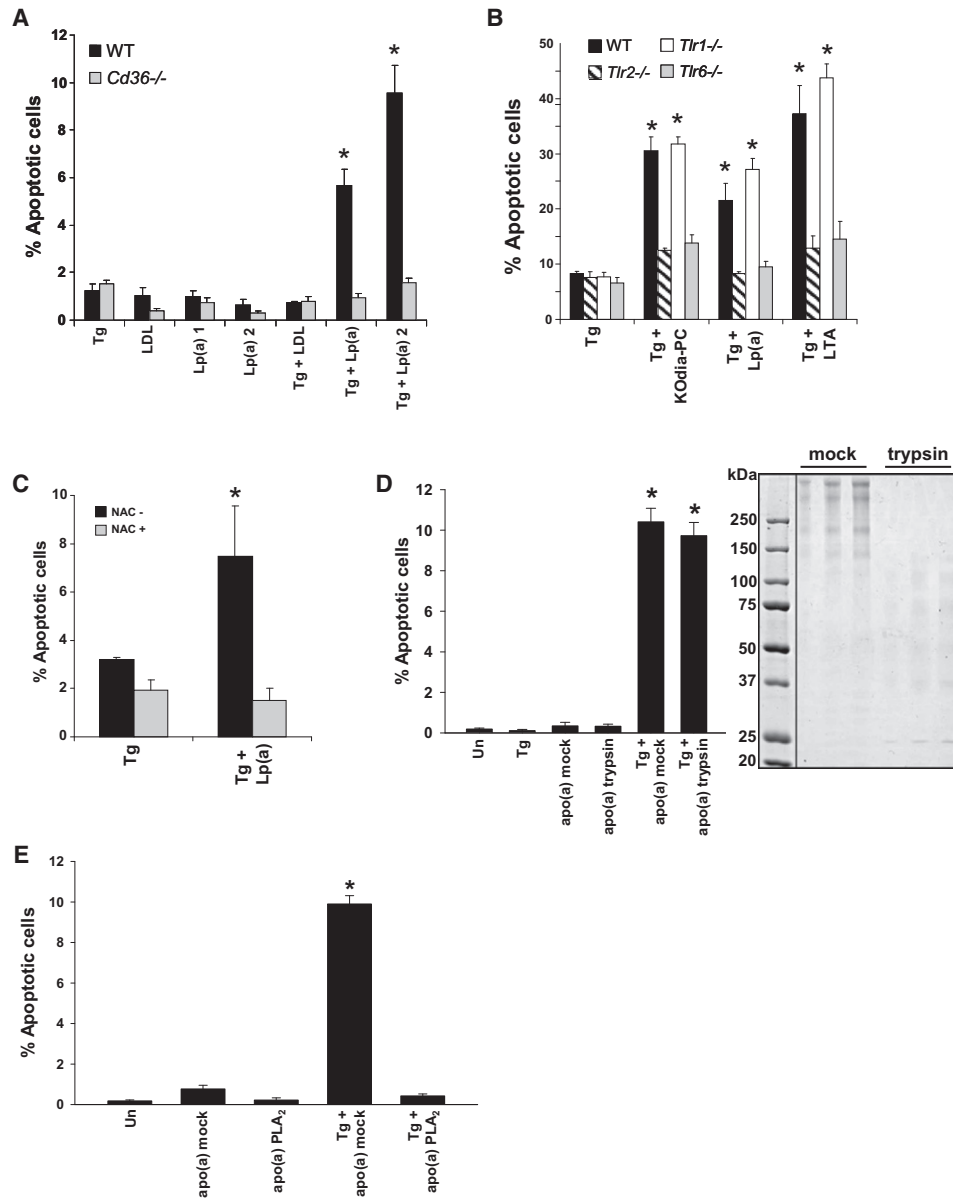 A
12
10
8
6
4
2
0
% Apoptotic cells
WT
Cd36-/-
*
*
Tg
LDL
Lp(a) 1
Lp(a) 2
Tg + LDL
Tg + Lp(a)
Tg + Lp(a) 2
B
50
40
30
20
10
0
% Apoptotic cells
WT
Tlr1-/-
Tlr2-/-
Tlr6-/-
*
*
*
*
*
*
Tg
Tg +
KOdia-PC
Tg +
Lp(a)
Tg +
LTA
C
10
8
6
4
2
0
% Apoptotic cells
NAC -
NAC +
*
Tg
Tg +
Lp(a)
D
12
10
8
6
4
2
0
% Apoptotic cells
*
*
Un
Tg
apo(a) mock
apo(a) trypsin
Tg +
apo(a) mock
Tg +
apo(a) trypsin
mock
trypsin
kDa
250
150
100
75
50
37
25
20
E
12
10
8
6
4
2
0
% Apoptotic cells
*
Un
apo(a) mock
apo(a) PLA₂
Tg +
apo(a) mock
Tg +
apo(a) PLA₂